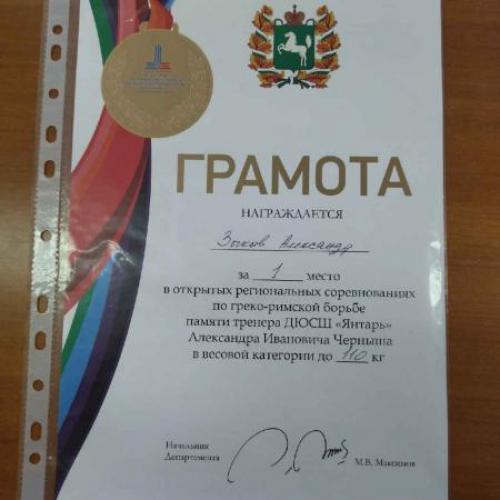 ГРАМОТА
НАГРАЖДАЕТСЯ
Зыков Александр
за 1 место
в открытых региональных соревнованиях
по греко-римской борьбе
памяти тренера ДЮСШ «Янтарь»
Александра Ивановича Черныша
в весовой категории до 110 кг
Начальник
Департамента
М.В. Максимов